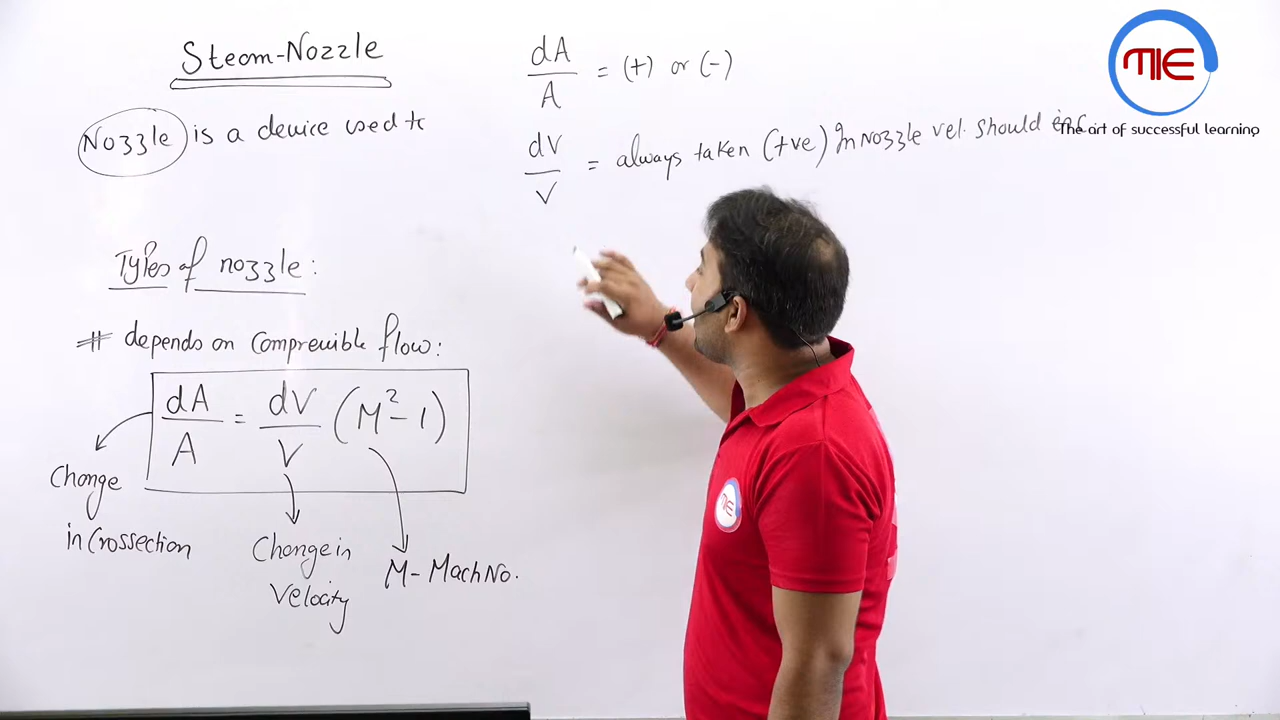 Steam-Nozzle
Nozzle is a device used to
Types of nozzle:
# depends on Compressible flow:
dA/A = dV/V (M²-1)
Change
in Crossection
Change in
Velocity
M - Mach No.
dA/A = (+) or (-)
dV/V = always taken (+ve) In Nozzle vel. should inc
MIE
The art of successful learning
MIE